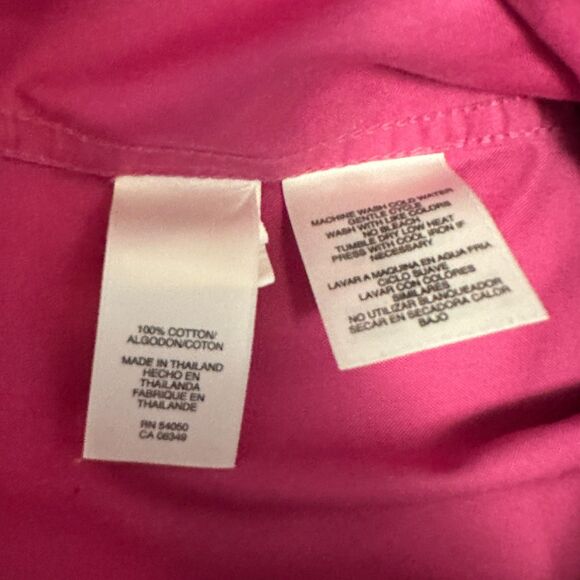 100% COTTON/
ALGODON/COTON
MADE IN THAILAND
HECHO EN
THAILANDA
FABRIQUE EN
THAILANDE
RN 54050
CA 08349
MACHINE WASH COLD WATER
GENTLE CYCLE
WASH WITH LIKE COLORS
NO BLEACH
TUMBLE DRY LOW HEAT
PRESS WITH COOL IRON IF
NECESSARY
LAVAR A MAQUINA EN AGUA FRIA
CICLO SUAVE
LAVAR CON COLORES
SIMILARES
NO UTILIZAR BLANQUEADOR
SECAR EN SECADORA CALOR
BAJO